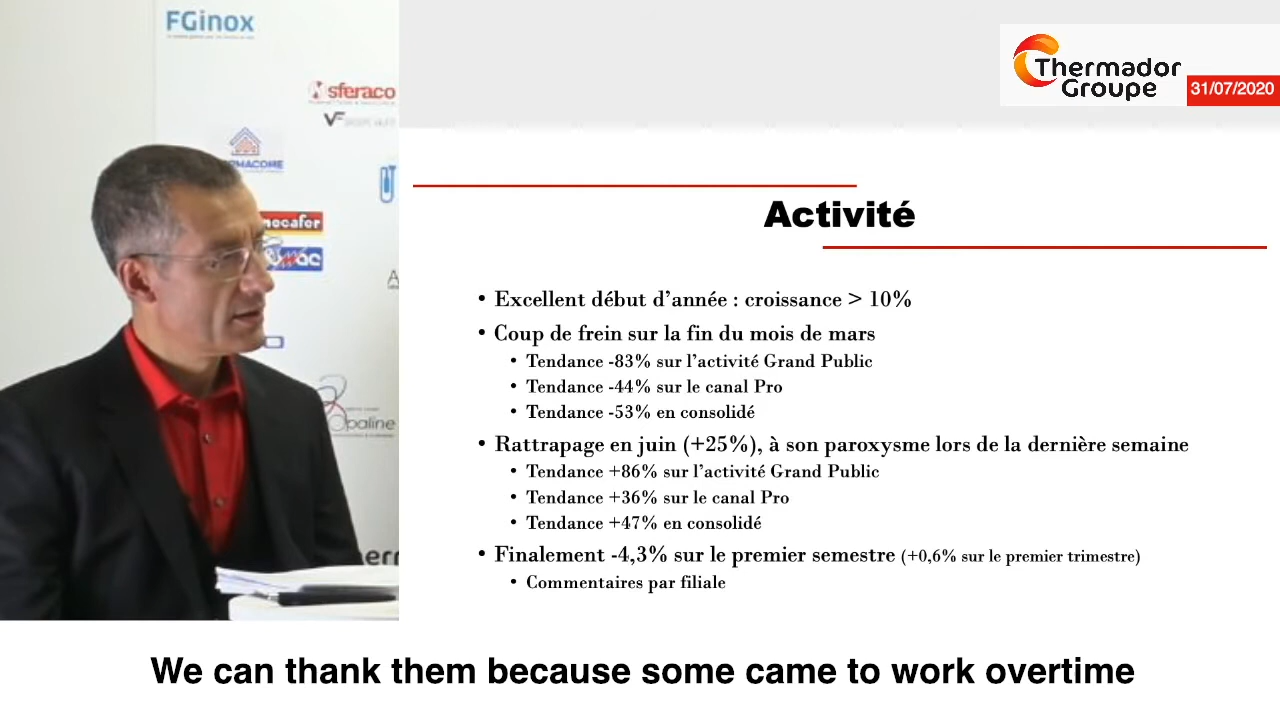 FGinox
sferaco
VF
RMACOME
mecafer
mac
opaline
Thermador
Groupe
31/07/2020
Activité
• Excellent début d’année : croissance > 10%
• Coup de frein sur la fin du mois de mars
• Tendance -83% sur l’activité Grand Public
• Tendance -44% sur le canal Pro
• Tendance -53% en consolidé
• Rattrapage en juin (+25%), à son paroxysme lors de la dernière semaine
• Tendance +86% sur l’activité Grand Public
• Tendance +36% sur le canal Pro
• Tendance +47% en consolidé
• Finalement -4,3% sur le premier semestre (+0,6% sur le premier trimestre)
• Commentaires par filiale
We can thank them because some came to work overtime